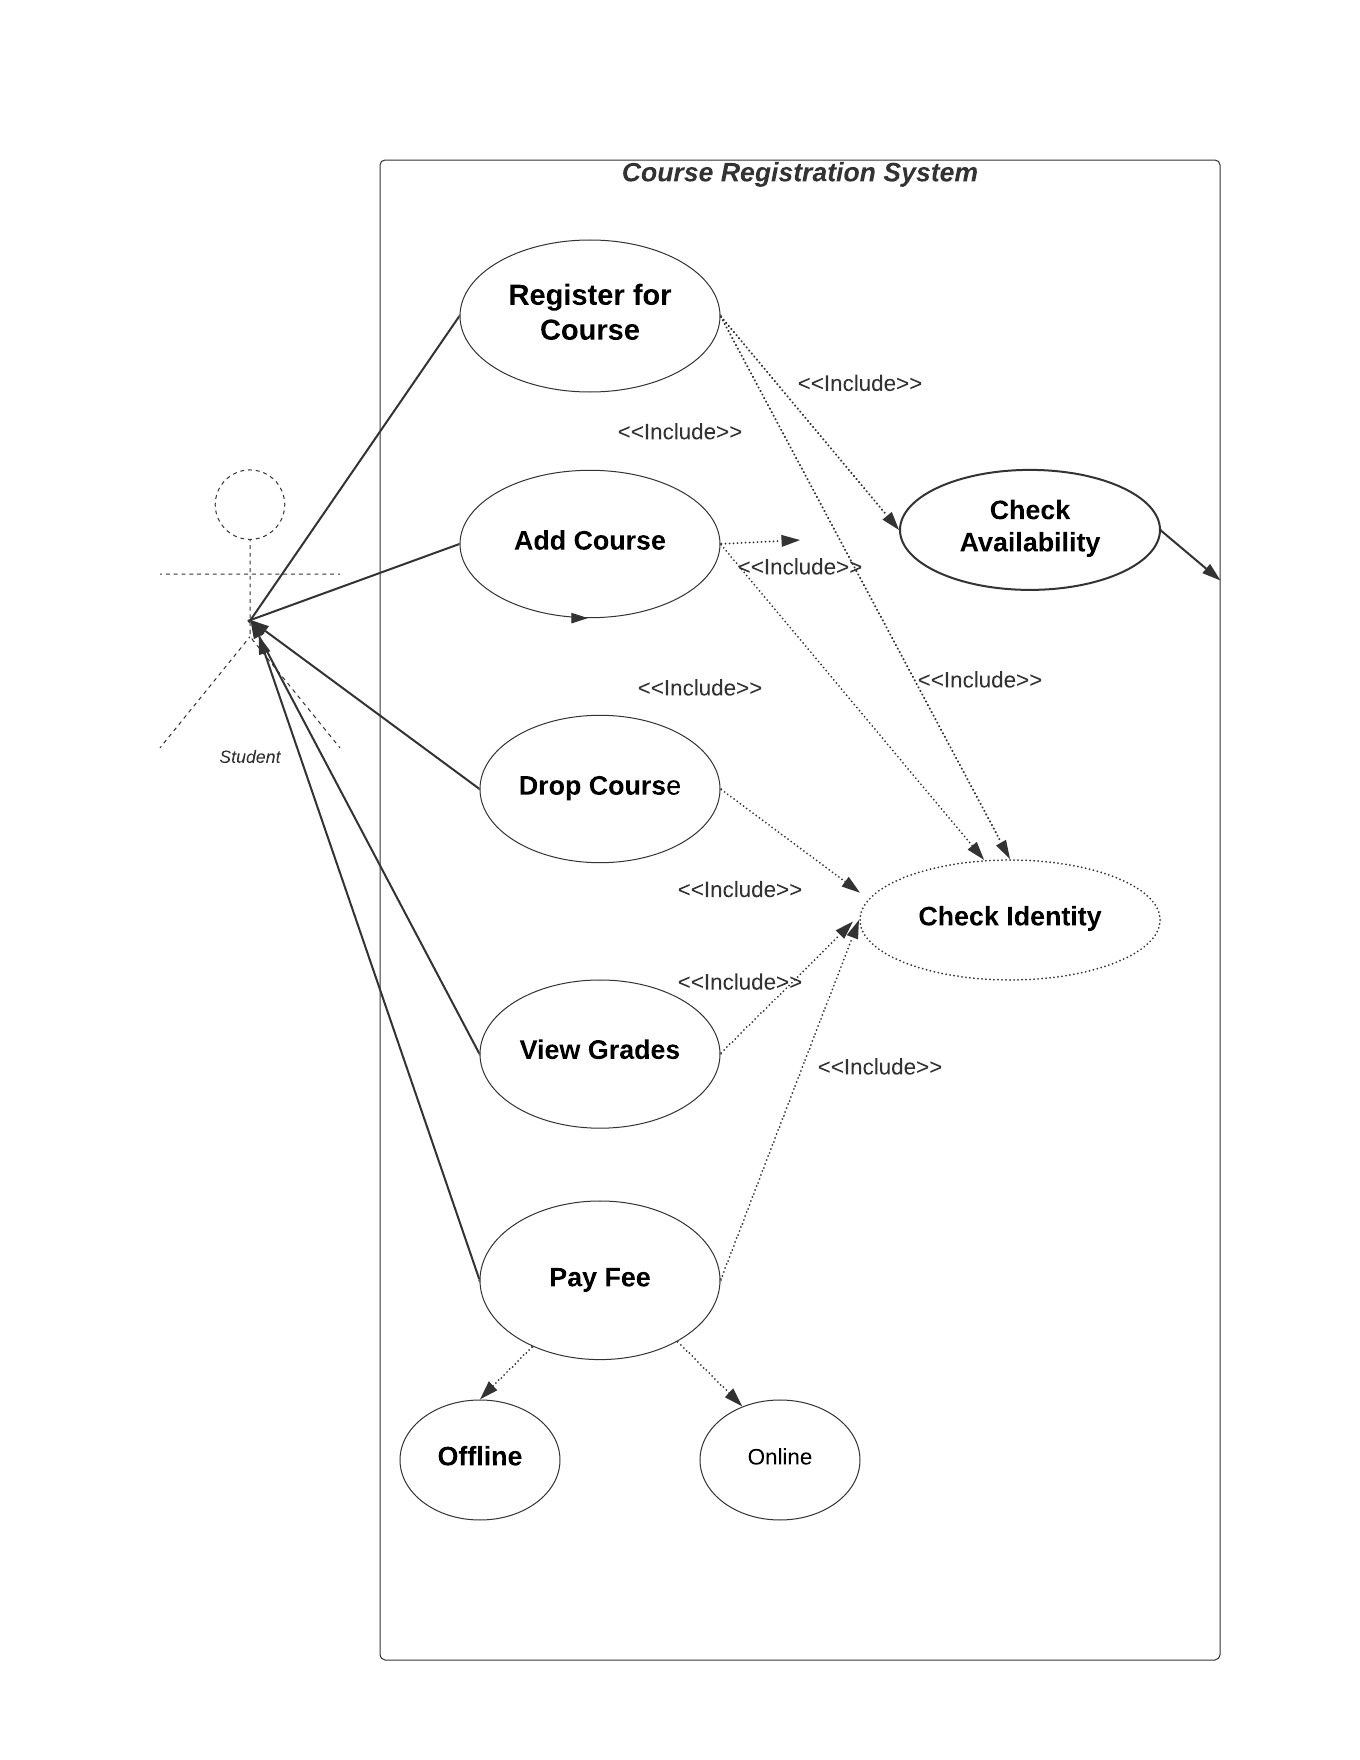 Course Registration System
Register for
Course
<<Include>>
<<Include>>
Check
Availability
Add Course
<<Include>>
<<Include>>
<<Include>>
Student
Drop Course
<<Include>>
Check Identity
<<Include>>
View Grades
<<Include>>
Pay Fee
Offline
Online